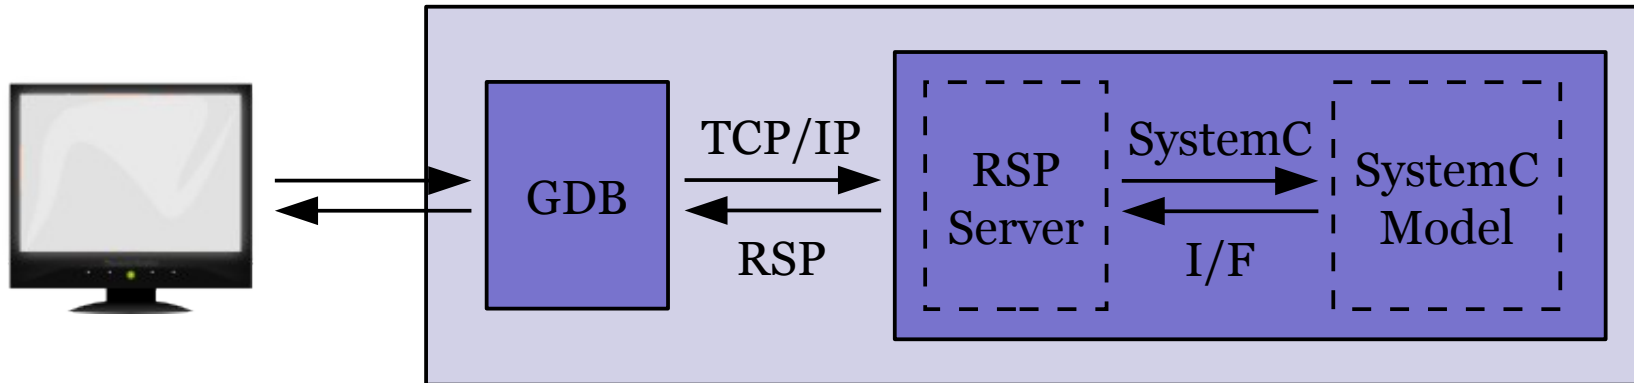 GDB
TCP/IP
RSP
RSP
Server
SystemC
I/F
SystemC
Model